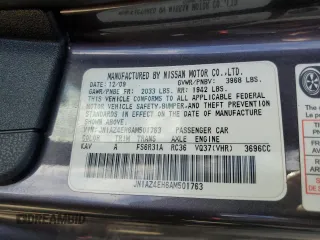 MANUFACTURED BY NISSAN MOTOR CO.,LTD.
DATE: 12/09 GVWR/PNBV: 3968 LBS.
GAWR/PNBE FR: 2033 LBS. RR: 1942 LBS.
THIS VEHICLE CONFORMS TO ALL APPLICABLE FEDERAL
MOTOR VEHICLE SAFETY, BUMPER, AND THEFT PREVENTION
STANDARDS IN EFFECT ON THE DATE OF MANUFACTURE
SHOWN ABOVE.
VIN: JN1AZ4EH8AM501763 PASSENGER CAR
COLOR TRIM TRANS AXLE ENGINE
KAV A FS6R31A RC36 VQ37(VHR) 3696CC
JN1AZ4EH8AM501763